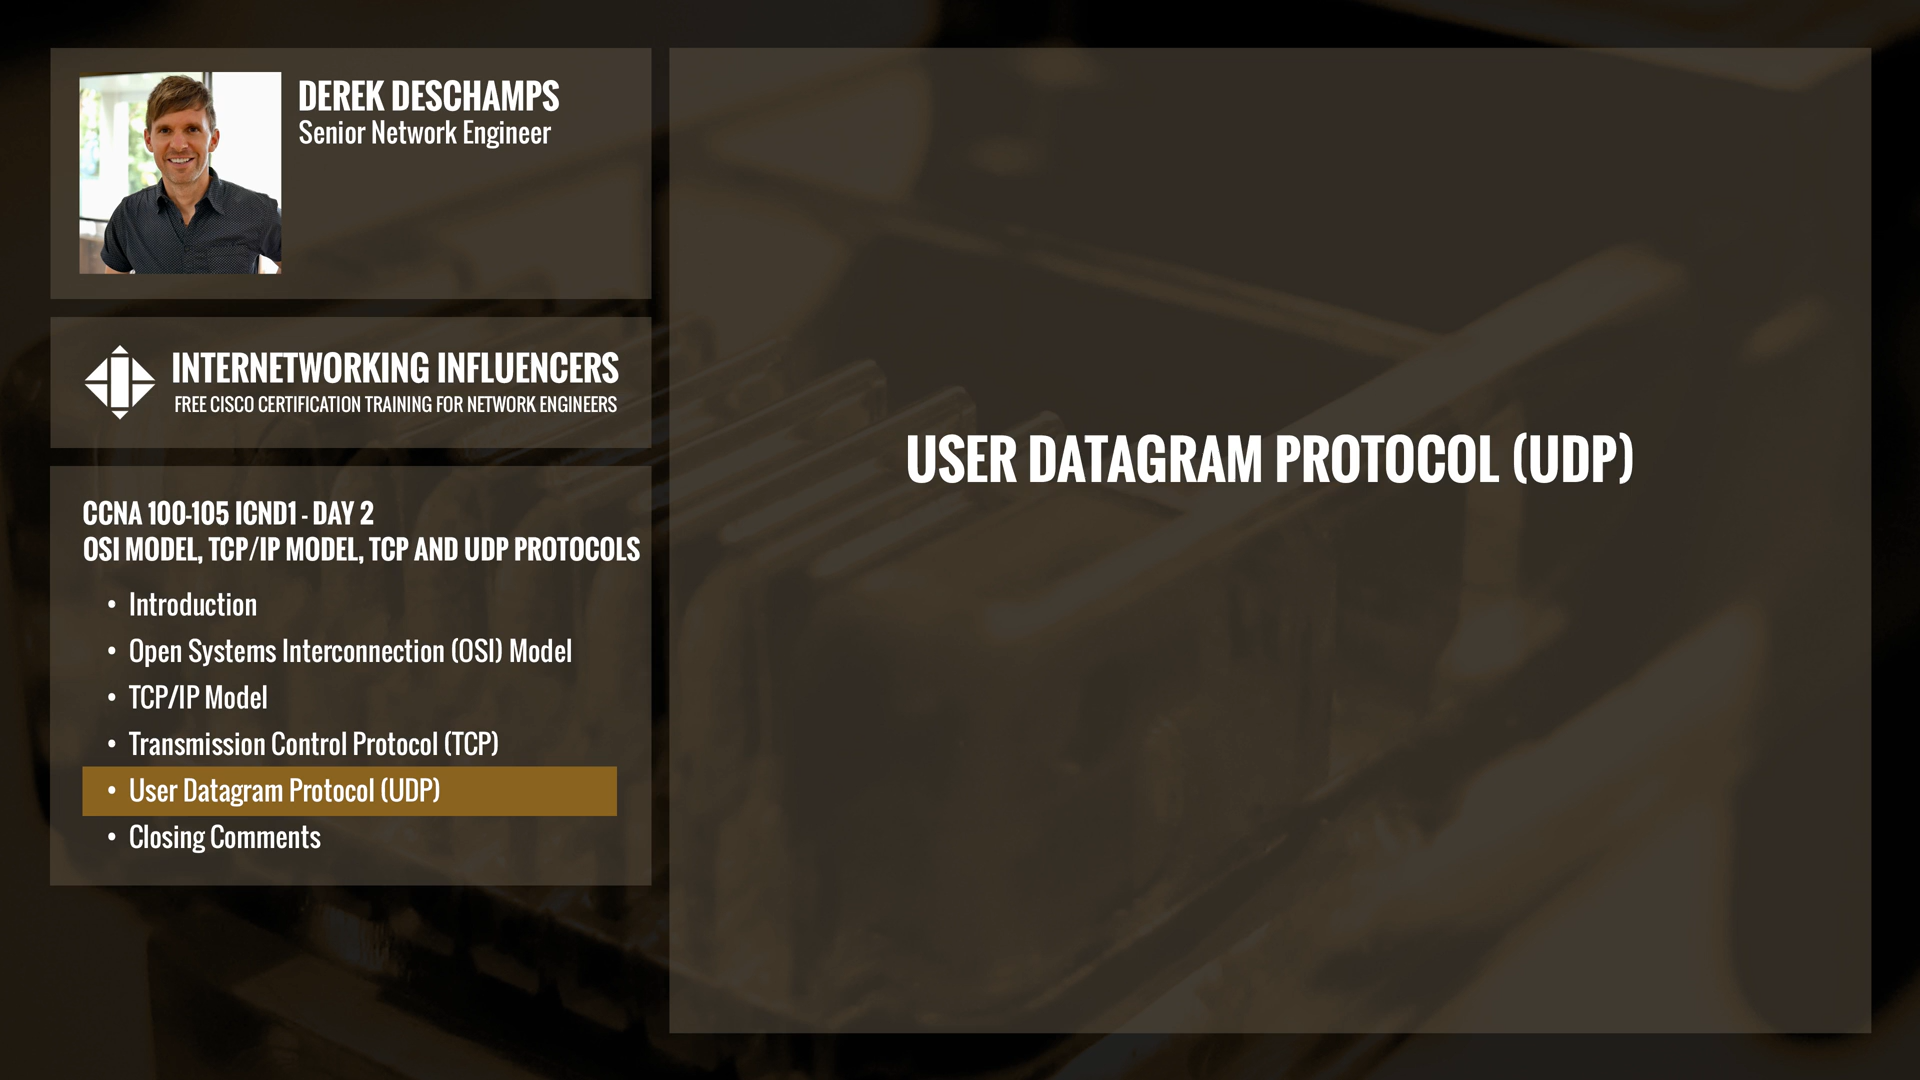 DEREK DESCHAMPS
Senior Network Engineer
INTERNETWORKING INFLUENCERS
FREE CISCO CERTIFICATION TRAINING FOR NETWORK ENGINEERS
CCNA 100-105 ICND1 - DAY 2
OSI MODEL, TCP/IP MODEL, TCP AND UDP PROTOCOLS
• Introduction
• Open Systems Interconnection (OSI) Model
• TCP/IP Model
• Transmission Control Protocol (TCP)
• User Datagram Protocol (UDP)
• Closing Comments
USER DATAGRAM PROTOCOL (UDP)